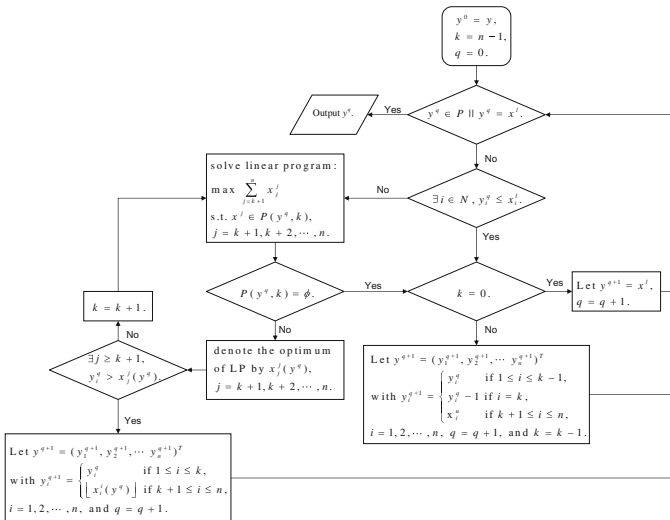 y⁰ = y,
k = n − 1,
q = 0.
y^q ∈ P || y^q = x^l.
Yes
Output y^q.
No
∃i ∈ N, y_i^q ≤ x_i^l.
No
solve linear program:
max ∑_{j=k+1}^{n} x_j^j
s.t. x^j ∈ P(y^q, k),
j = k+1, k+2, ⋯, n.
Yes
P(y^q, k) = ϕ.
Yes
k = 0.
Yes
Let y^{q+1} = x^l,
q = q + 1.
k = k + 1.
No
No
No
∃j ≥ k+1,
y_i^q > x_j^j(y^q).
denote the optimum
of LP by x_j^j(y^q),
j = k+1, k+2, ⋯, n.
Let y^{q+1} = (y_1^{q+1}, y_2^{q+1}, ⋯ y_n^{q+1})^T
with y_i^{q+1} = { y_i^q if 1 ≤ i ≤ k−1,
y_i^q − 1 if i = k,
x_i^u if k+1 ≤ i ≤ n,
i = 1, 2, ⋯, n, q = q+1, and k = k−1.
Yes
Let y^{q+1} = (y_1^{q+1}, y_2^{q+1}, ⋯ y_n^{q+1})^T
with y_i^{q+1} = { y_i^q if 1 ≤ i ≤ k,
⌊x_i^i(y^q)⌋ if k+1 ≤ i ≤ n,
i = 1, 2, ⋯, n, and q = q+1.